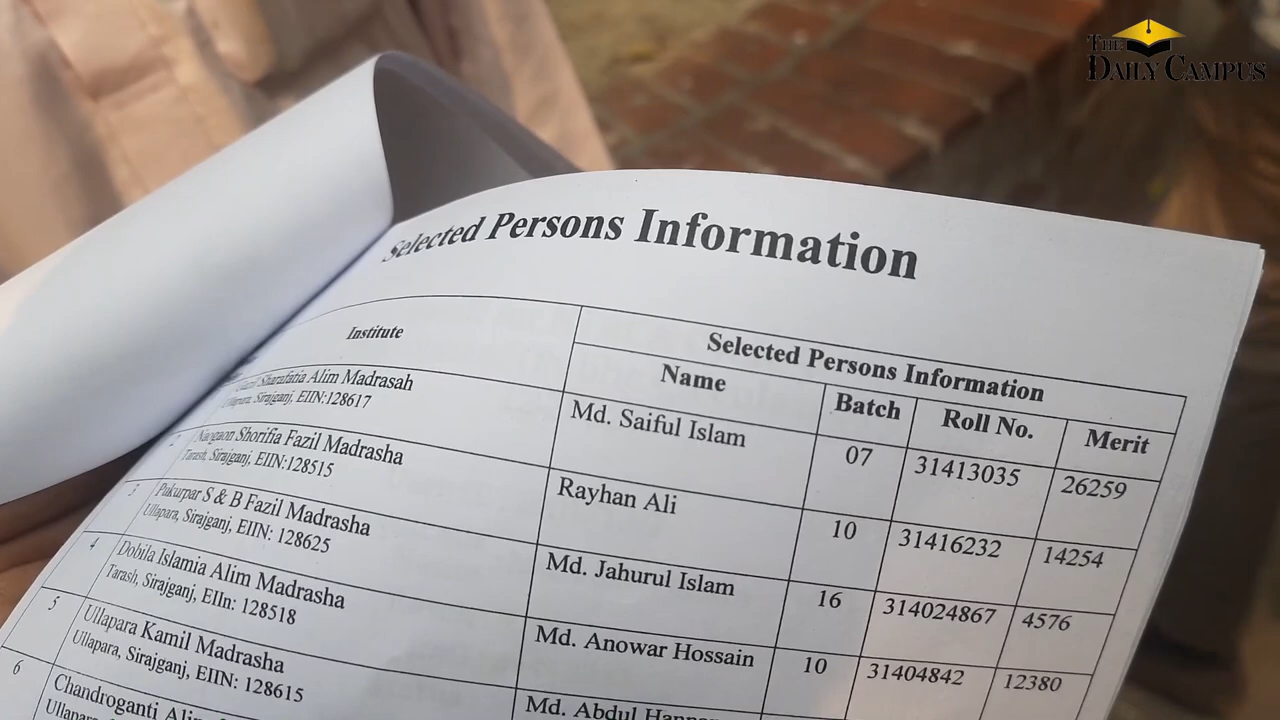 THE
DAILY CAMPUS
Selected Persons Information
Institute
Selected Persons Information
Name Batch Roll No. Merit
Sharafatia Alim Madrasah
Ullapara, Sirajganj, EIIN:128617
Md. Saiful Islam 07 31413035 26259
2 Naogaon Shorifia Fazil Madrasha
Tarash, Sirajganj, EIIN:128515
Rayhan Ali 10 31416232 14254
3 Pukurpar S & B Fazil Madrasha
Ullapara, Sirajganj, EIIN: 128625
Md. Jahurul Islam 16 314024867 4576
4 Dobila Islamia Alim Madrasha
Tarash, Sirajganj, EIIn: 128518
Md. Anowar Hossain 10 31404842 12380
5 Ullapara Kamil Madrasha
Ullapara, Sirajganj, EIIN: 128615
Md. Abdul
6 Chandroganti